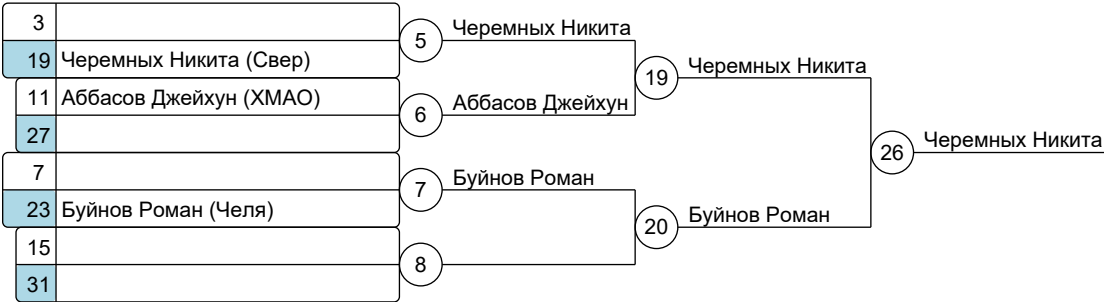 3
19 Черемных Никита (Свер)
11 Аббасов Джейхун (ХМАО)
27
7
23 Буйнов Роман (Челя)
15
31
5 Черемных Никита
6 Аббасов Джейхун
7 Буйнов Роман
8
19 Черемных Никита
20 Буйнов Роман
26 Черемных Никита